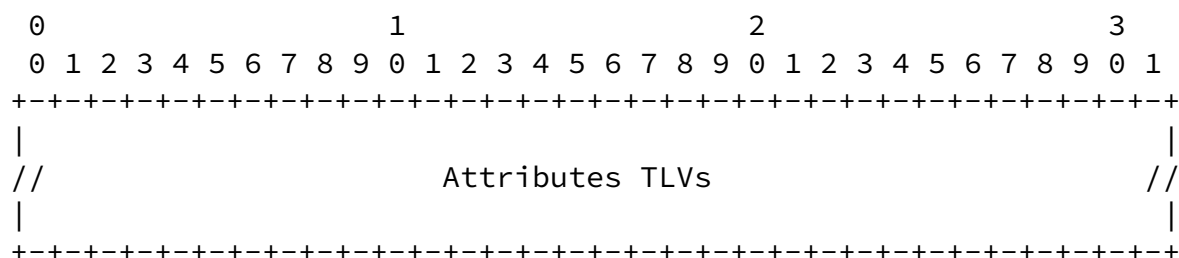 0                   1                   2                   3
 0 1 2 3 4 5 6 7 8 9 0 1 2 3 4 5 6 7 8 9 0 1 2 3 4 5 6 7 8 9 0 1
+-+-+-+-+-+-+-+-+-+-+-+-+-+-+-+-+-+-+-+-+-+-+-+-+-+-+-+-+-+-+-+-+
|                                                               |
//                      Attributes TLVs                        //
|                                                               |
+-+-+-+-+-+-+-+-+-+-+-+-+-+-+-+-+-+-+-+-+-+-+-+-+-+-+-+-+-+-+-+-+